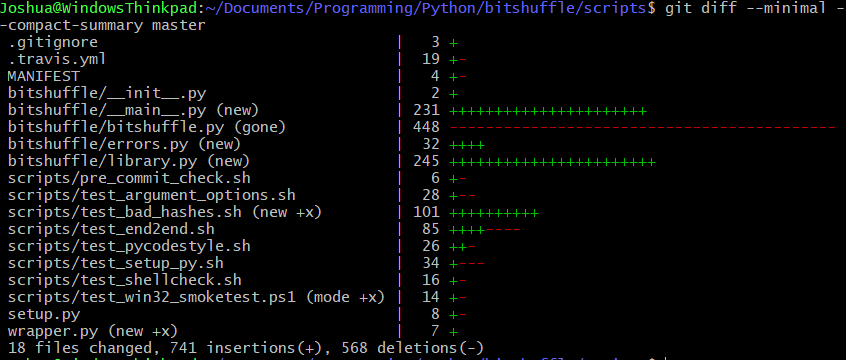 Joshua@WindowsThinkpad:~/Documents/Programming/Python/bitshuffle/scripts$ git diff --minimal -
-compact-summary master
.gitignore | 3 +
.travis.yml | 19 +-
MANIFEST | 4 +-
bitshuffle/__init__.py | 2 +
bitshuffle/__main__.py (new) | 231 ++++++++++++++++++++++
bitshuffle/bitshuffle.py (gone) | 448 -------------------------------------------
bitshuffle/errors.py (new) | 32 ++++
bitshuffle/library.py (new) | 245 +++++++++++++++++++++++
scripts/pre_commit_check.sh | 6 +-
scripts/test_argument_options.sh | 28 +--
scripts/test_bad_hashes.sh (new +x) | 101 ++++++++++
scripts/test_end2end.sh | 85 ++++----
scripts/test_pycodestyle.sh | 26 ++-
scripts/test_setup_py.sh | 34 +---
scripts/test_shellcheck.sh | 16 +-
scripts/test_win32_smoketest.ps1 (mode +x) | 14 +-
setup.py | 8 +-
wrapper.py (new +x) | 7 +
18 files changed, 741 insertions(+), 568 deletions(-)